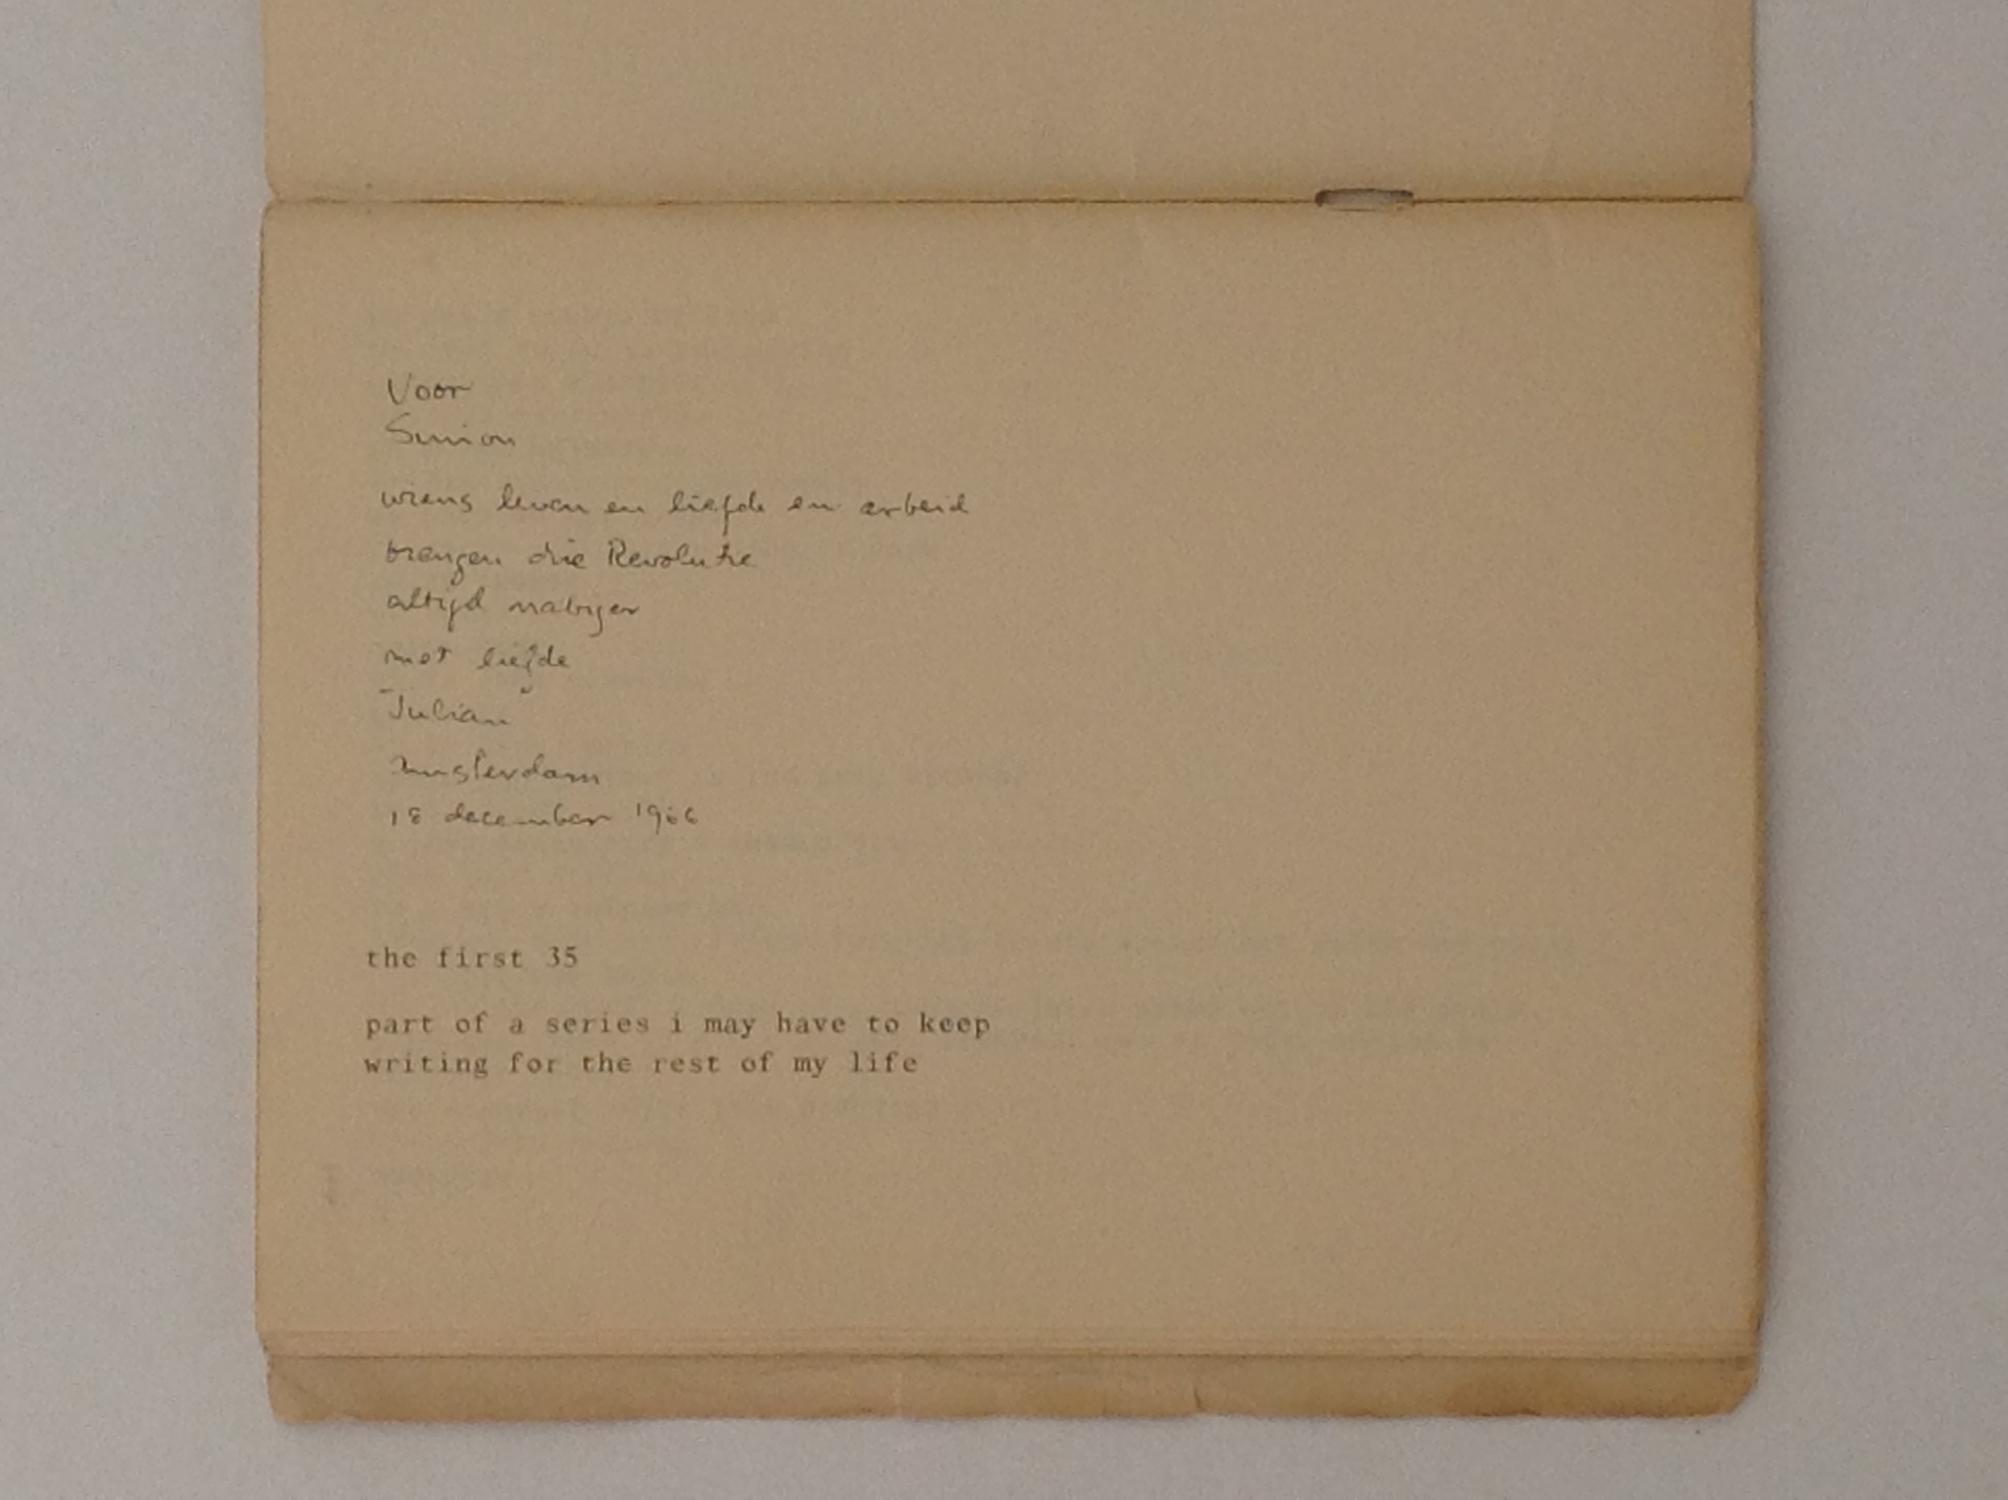 Voor
Simon
wiens leven en liefde en arbeid
brengen die Revolutie
altijd nabijer
met liefde
"Julian"
Amsterdam
18 december 1966
the first 35
part of a series i may have to keep
writing for the rest of my life